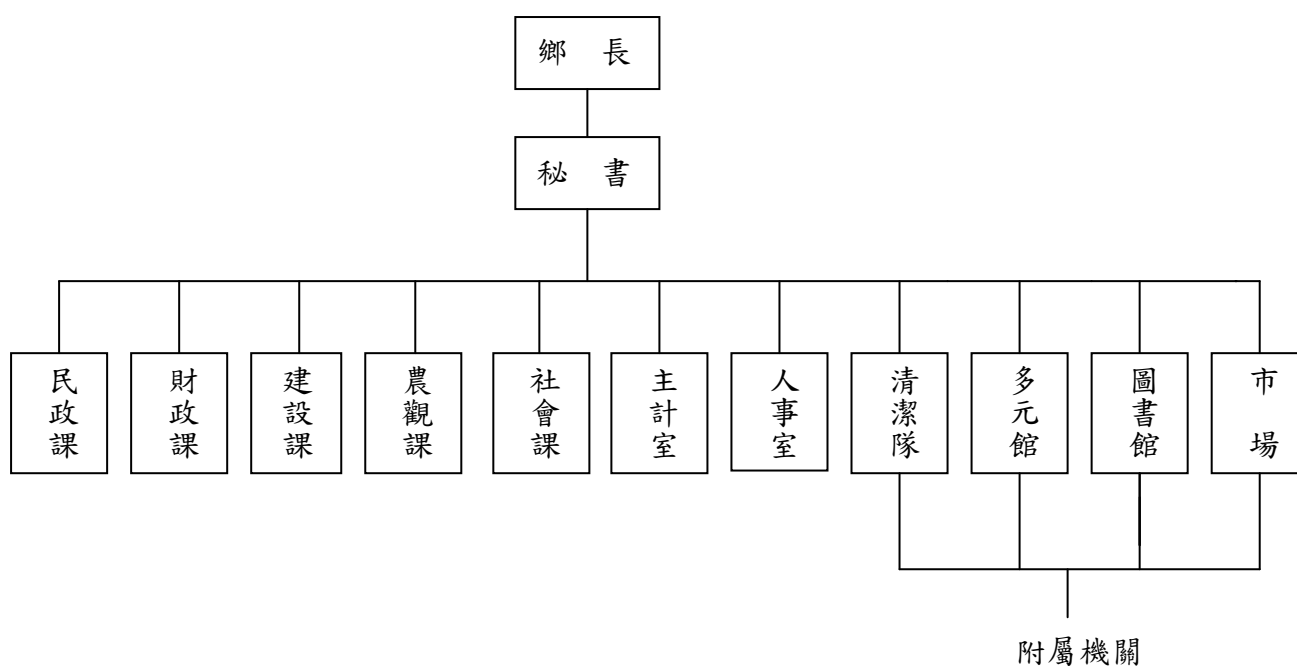 鄉 長
秘 書
民政課
財政課
建設課
農觀課
社會課
主計室
人事室
清潔隊
多元館
圖書館
市場
附屬機關